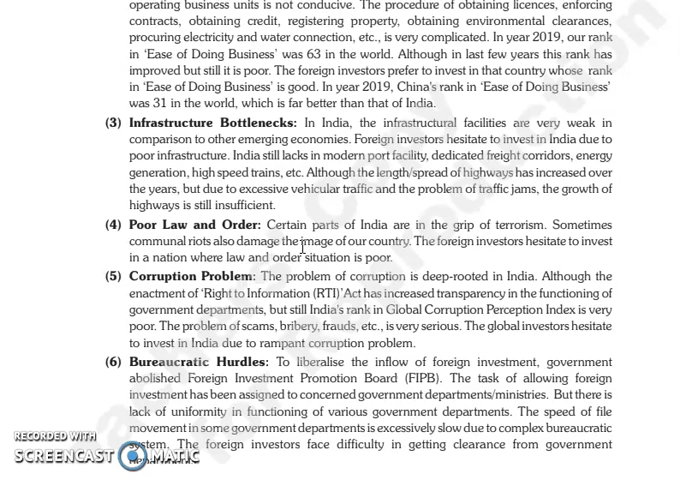 operating business units is not conducive. The procedure of obtaining licences, enforcing
contracts, obtaining credit, registering property, obtaining environmental clearances,
procuring electricity and water connection, etc., is very complicated. In year 2019, our rank
in ‘Ease of Doing Business’ was 63 in the world. Although in last few years this rank has
improved but still it is poor. The foreign investors prefer to invest in that country whose rank
in ‘Ease of Doing Business’ is good. In year 2019, China's rank in ‘Ease of Doing Business’
was 31 in the world, which is far better than that of India.
(3) Infrastructure Bottlenecks: In India, the infrastructural facilities are very weak in
comparison to other emerging economies. Foreign investors hesitate to invest in India due to
poor infrastructure. India still lacks in modern port facility, dedicated freight corridors, energy
generation, high speed trains, etc. Although the length/spread of highways has increased over
the years, but due to excessive vehicular traffic and the problem of traffic jams, the growth of
highways is still insufficient.
(4) Poor Law and Order: Certain parts of India are in the grip of terrorism. Sometimes
communal riots also damage the image of our country. The foreign investors hesitate to invest
in a nation where law and order situation is poor.
(5) Corruption Problem: The problem of corruption is deep-rooted in India. Although the
enactment of ‘Right to Information (RTI)’ Act has increased transparency in the functioning of
government departments, but still India's rank in Global Corruption Perception Index is very
poor. The problem of scams, bribery, frauds, etc., is very serious. The global investors hesitate
to invest in India due to rampant corruption problem.
(6) Bureaucratic Hurdles: To liberalise the inflow of foreign investment, government
abolished Foreign Investment Promotion Board (FIPB). The task of allowing foreign
investment has been assigned to concerned government departments/ministries. But there is
lack of uniformity in functioning of various government departments. The speed of file
movement in some government departments is excessively slow due to complex bureaucratic
system. The foreign investors face difficulty in getting clearance from government
RECORDED WITH
SCREENCAST MATIC